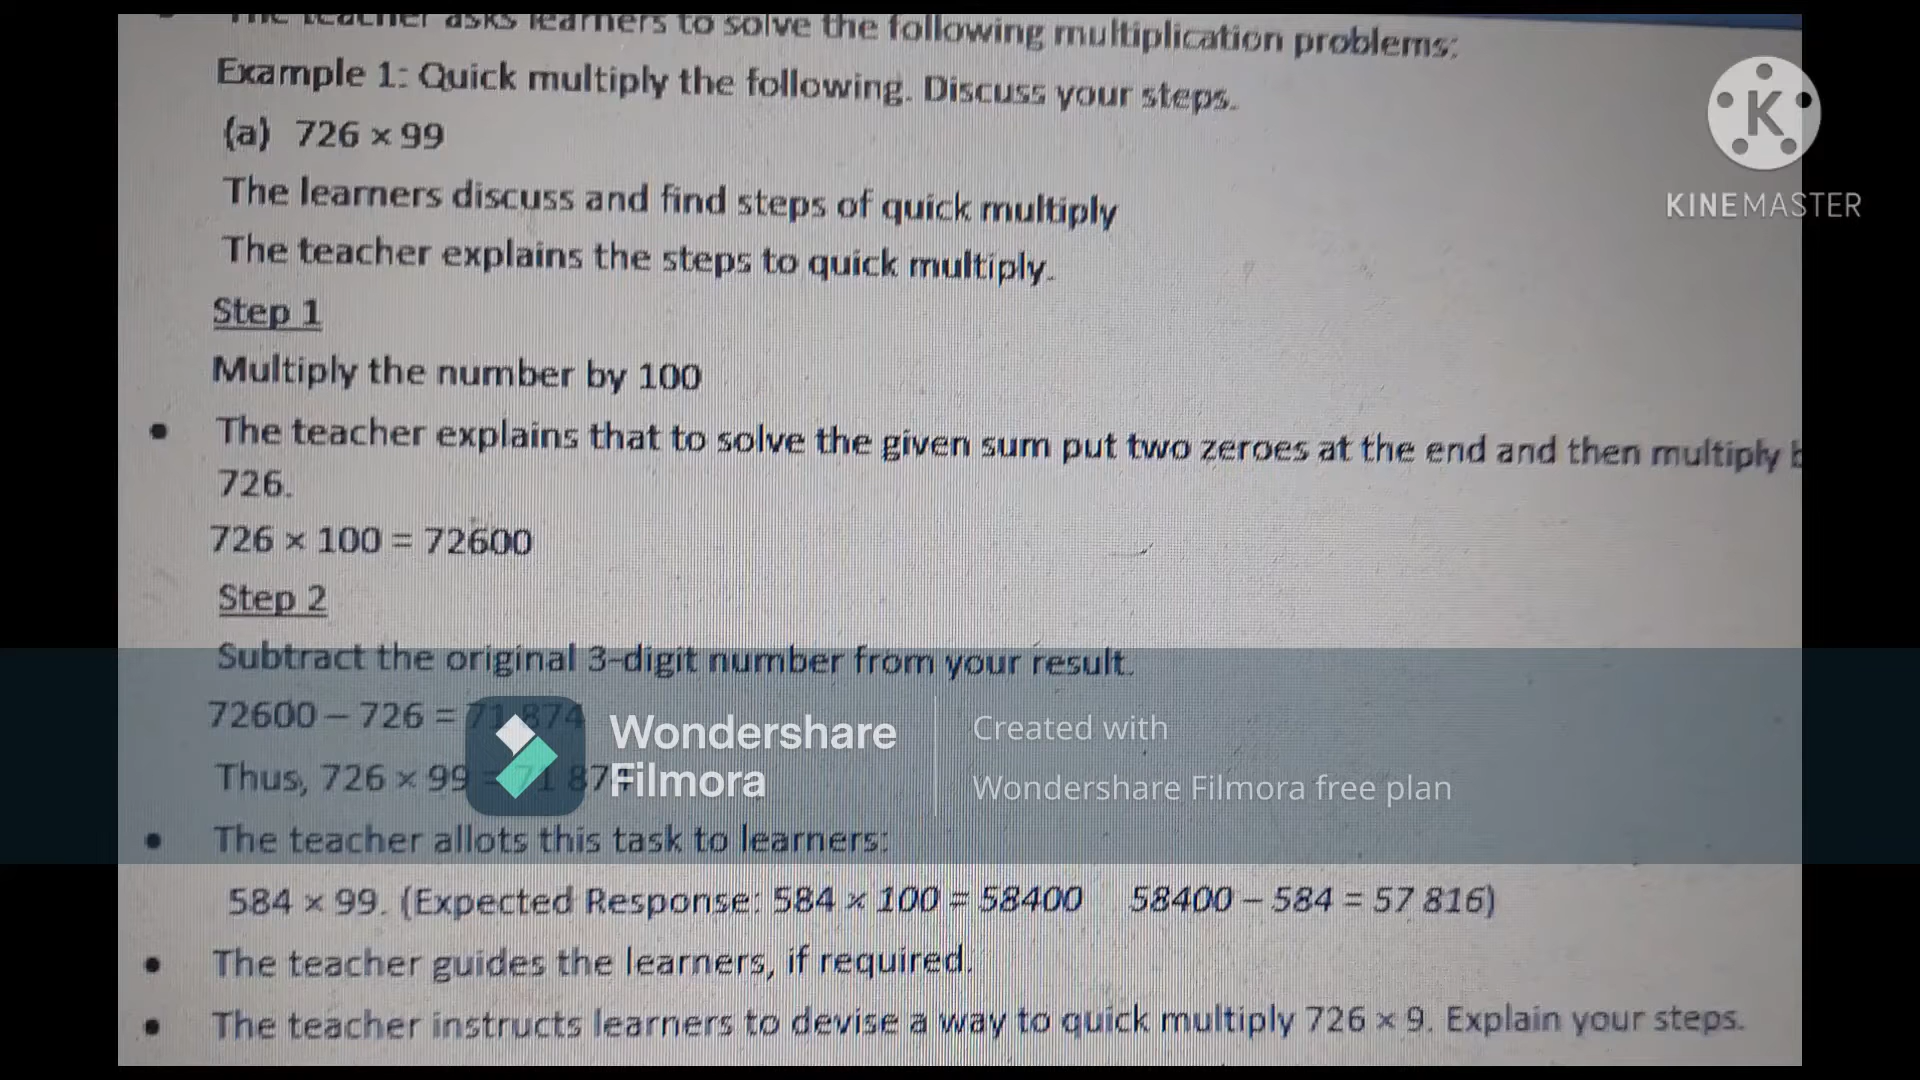 The teacher asks learners to solve the following multiplication problems:
Example 1: Quick multiply the following. Discuss your steps.
(a) 726 × 99
The learners discuss and find steps of quick multiply
The teacher explains the steps to quick multiply.
Step 1
Multiply the number by 100
• The teacher explains that to solve the given sum put two zeroes at the end and then multiply
726.
726 × 100 = 72600
Step 2
Subtract the original 3-digit number from your result.
72600 – 726 = 71 874
Thus, 726 × 99 = 71 874
• The teacher allots this task to learners:
584 × 99. (Expected Response: 584 × 100 = 58400 58400 – 584 = 57 816)
• The teacher guides the learners, if required.
• The teacher instructs learners to devise a way to quick multiply 726 × 9. Explain your steps.
KINEMASTER
Wondershare
Filmora
Created with
Wondershare Filmora free plan